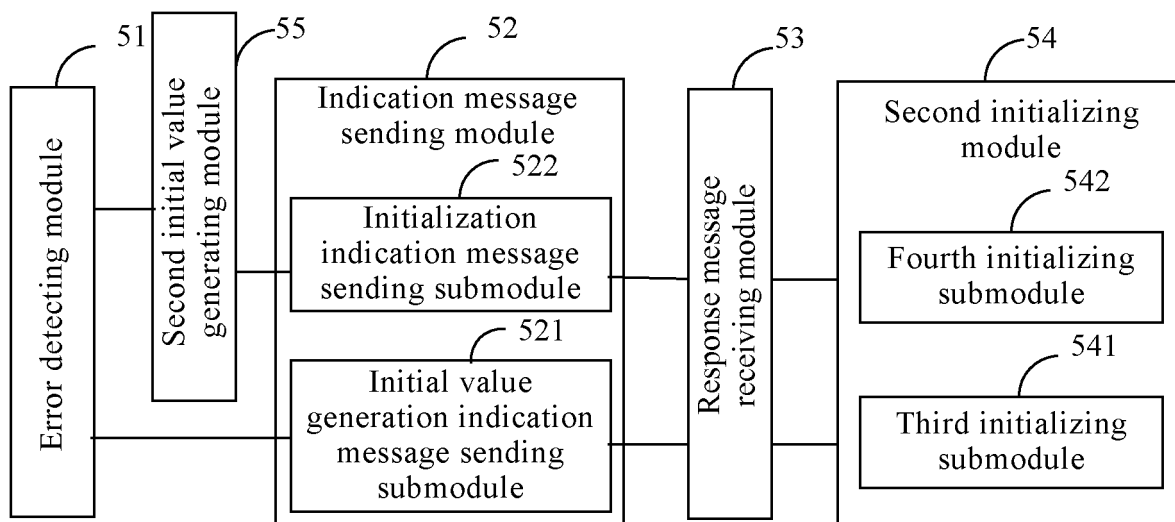 51
Error detecting module
55
Second initial value
generating module
52
Indication message
sending module
522
Initialization
indication message
sending submodule
521
Initial value
generation indication
message sending
submodule
53
Response message
receiving module
54
Second initializing
module
542
Fourth initializing
submodule
541
Third initializing
submodule